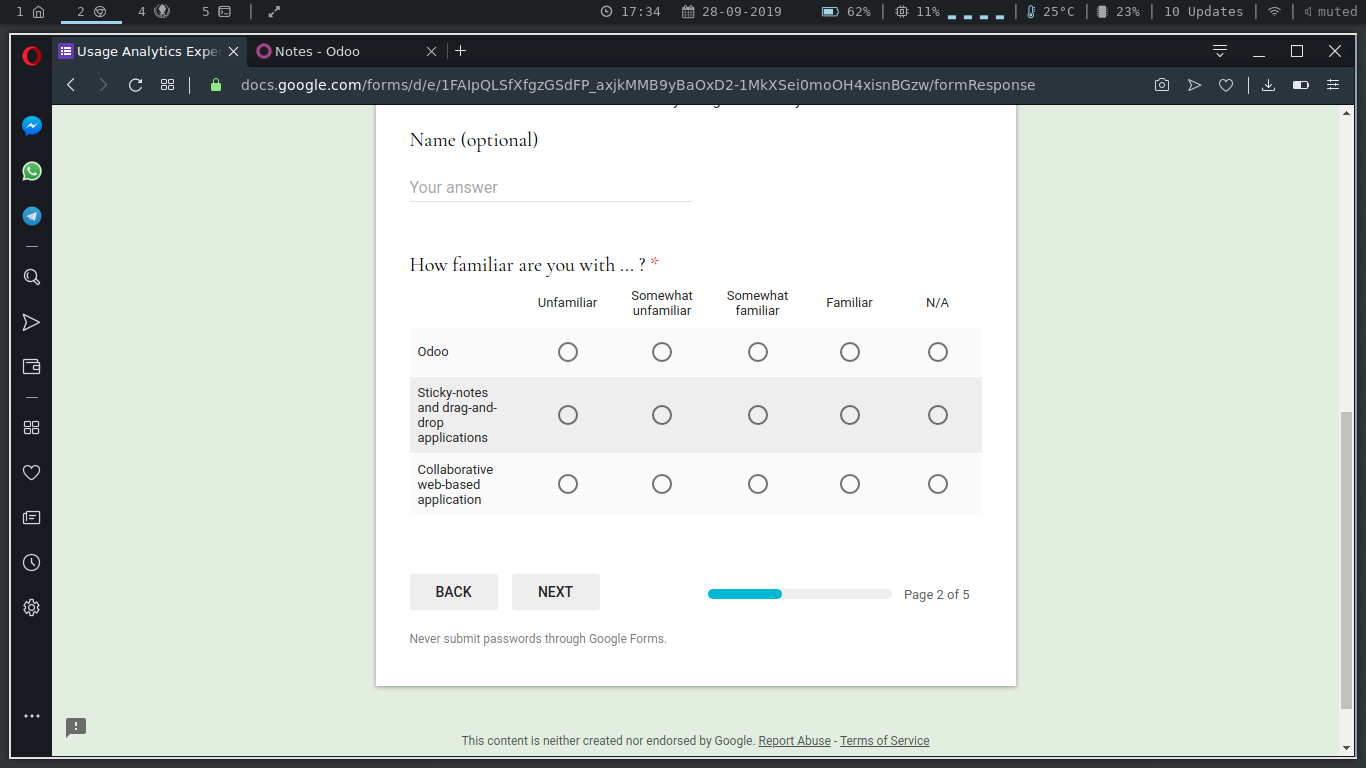 1 2 4 5 17:34 28-09-2019 62% 11% 25°C 23% 10 Updates muted
Usage Analytics Expe Notes - Odoo
docs.google.com/forms/d/e/1FAIpQLSfXfgzGSdFP_axjkMMB9yBaOxD2-1MkXSei0moOH4xisnBGzw/formResponse
Name (optional)
Your answer
How familiar are you with ... ? *
Unfamiliar Somewhat unfamiliar Somewhat familiar Familiar N/A
Odoo
Sticky-notes
and drag-and-
drop
applications
Collaborative
web-based
application
BACK NEXT Page 2 of 5
Never submit passwords through Google Forms.
This content is neither created nor endorsed by Google. Report Abuse - Terms of Service